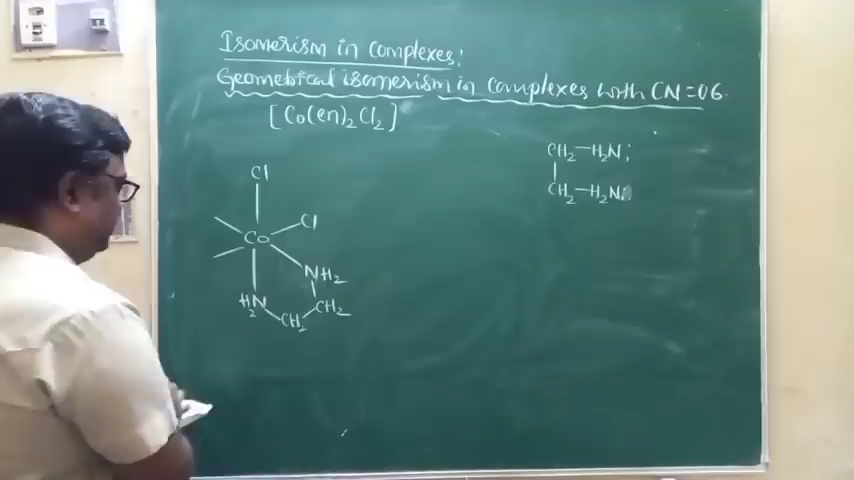 Isomerism in complexes:
Geometrical isomerism in complexes with CN=06
[Co(en)₂Cl₂]
CH₂-H₂N:
CH₂-H₂N:
Cl
Cl
Co
NH₂
H₂N
CH₂
CH₂